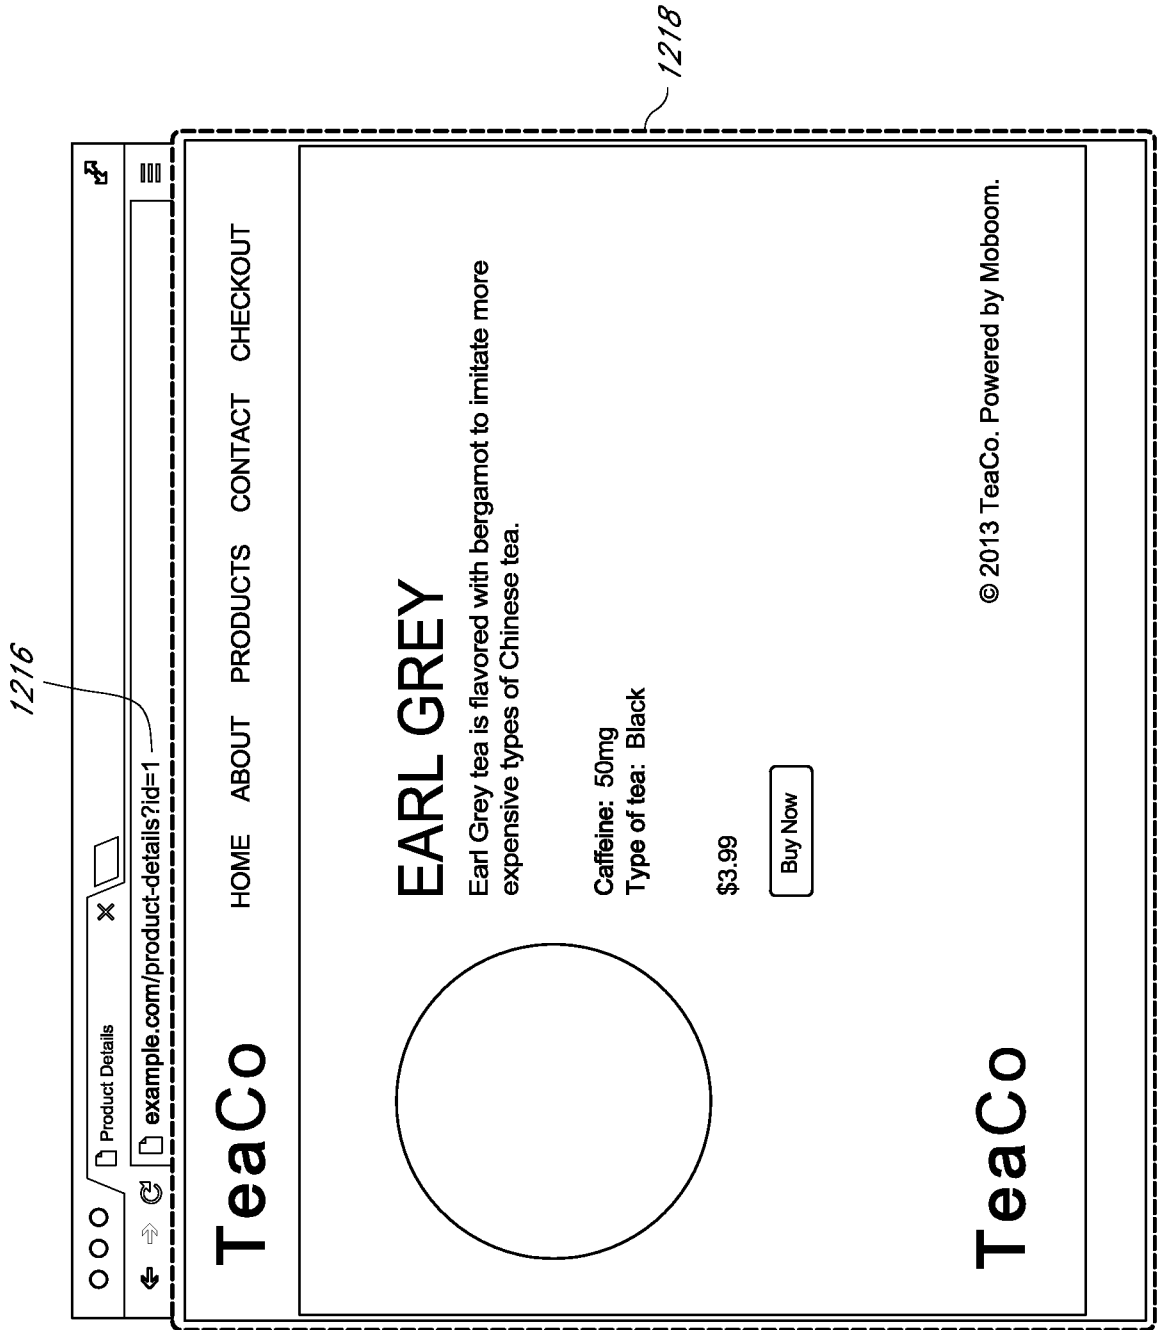 1216
Product Details
example.com/product-details?id=1
1218
TeaCo
HOME ABOUT PRODUCTS CONTACT CHECKOUT
EARL GREY
Earl Grey tea is flavored with bergamot to imitate more
expensive types of Chinese tea.
Caffeine: 50mg
Type of tea: Black
$3.99
Buy Now
TeaCo
© 2013 TeaCo. Powered by Moboom.